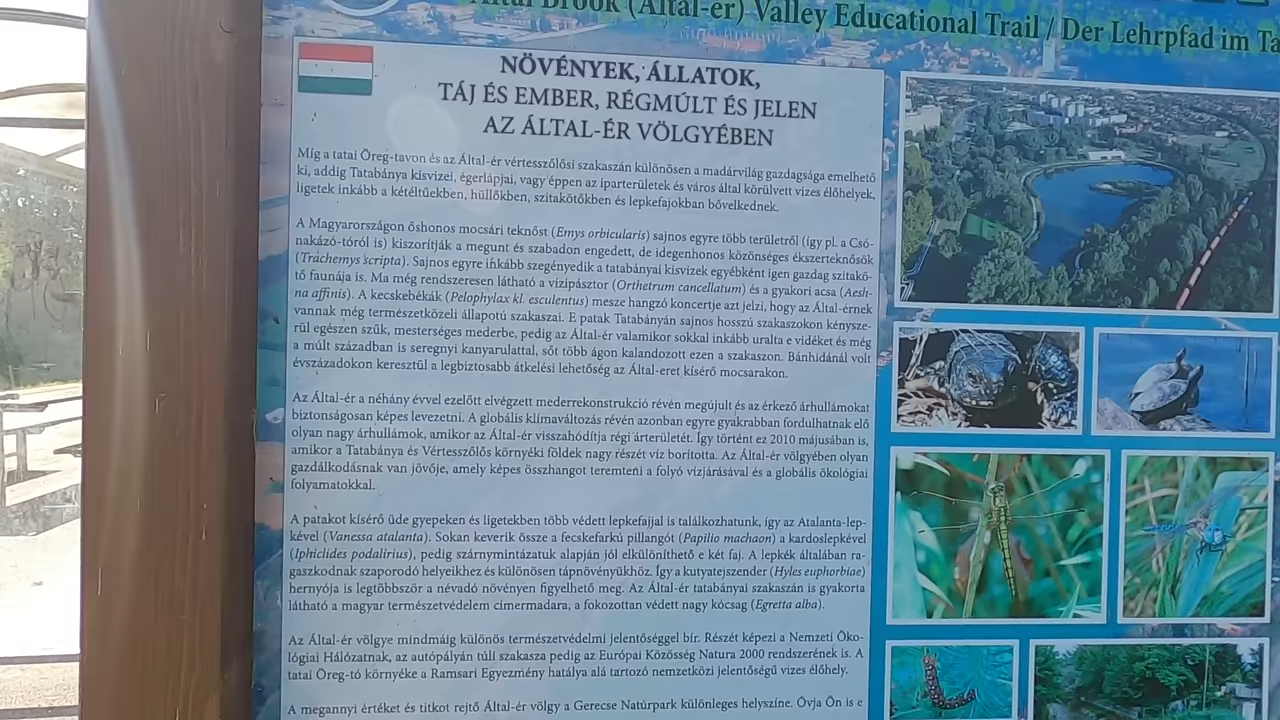 Által Brook (Által-ér) Valley Educational Trail / Der Lehrpfad im Ta
NÖVÉNYEK, ÁLLATOK,
TÁJ ÉS EMBER, RÉGMÚLT ÉS JELEN
AZ ÁLTAL-ÉR VÖLGYÉBEN
Míg a tatai Öreg-tavon és az Által-ér vértesszőlősi szakaszán különösen a madárvilág gazdagsága emelhető
ki, addig Tatabánya kisvizei, égerlápjai, vagy éppen az iparterületek és város által körülvett vizes élőhelyek,
ligetek inkább a kétéltűekben, hüllőkben, szitakötőkben és lepkefajokban bővelkednek.
A Magyarországon őshonos mocsári teknőst (Emys orbicularis) sajnos egyre több területről (így pl. a Csó-
nakázó-tóról is) kiszorítják a megunt és szabadon engedett, de idegenhonos közönséges ékszerteknősök
(Trachemys scripta). Sajnos egyre inkább szegényedik a tatabányai kisvizek egyébként igen gazdag szitakö-
tő faunája is. Ma még rendszeresen látható a vízipásztor (Orthetrum cancellatum) és a gyakori acsa (Aesh-
na affinis). A kecskebékák (Pelophylax kl. esculentus) messze hangzó koncertje azt jelzi, hogy az Által-érnek
vannak még természetközeli állapotú szakaszai. E patak Tatabányán sajnos hosszú szakaszokon kénysze-
rül egészen szűk, mesterséges mederbe, pedig az Által-ér valamikor sokkal inkább uralta e vidéket és még
a múlt században is seregnyi kanyarulattal, sőt több ágon kalandozott ezen a szakaszon. Bánhidánál volt
évszázadokon keresztül a legbiztosabb átkelési lehetőség az Által-eret kísérő mocsarakon.
Az Által-ér a néhány évvel ezelőtt elvégzett mederrekonstrukció révén megújult és az érkező árhullámokat
biztonságosan képes levezetni. A globális klímaváltozás révén azonban egyre gyakrabban fordulhatnak elő
olyan nagy árhullámok, amikor az Által-ér visszahódítja régi árterületét. Így történt ez 2010 májusában is,
amikor a Tatabánya és Vértesszőlős környéki földek nagy részét víz borította. Az Által-ér völgyében olyan
gazdálkodásnak van jövője, amely képes összhangot teremteni a folyó vízjárásával és a globális ökológiai
folyamatokkal.
A patakot kísérő üde gyepeken és ligetekben több védett lepkefajjal is találkozhatunk, így az Atalanta-lep-
kével (Vanessa atalanta). Sokan keverik össze a fecskefarkú pillangót (Papilio machaon) a kardoslepkével
(Iphiclides podalirius), pedig szárnymintázatuk alapján jól elkülöníthető e két faj. A lepkék általában ra-
gaszkodnak szaporodó helyeikhez és különösen tápnövényükhöz. Így a kutyatejszender (Hyles euphorbiae)
hernyója is legtöbbször a névadó növényen figyelhető meg. Az Által-ér tatabányai szakaszán is gyakorta
látható a magyar természetvédelem címermadara, a fokozottan védett nagy kócsag (Egretta alba).
Az Által-ér völgye mindmáig különös természetvédelmi jelentőséggel bír. Részét képezi a Nemzeti Öko-
lógiai Hálózatnak, az autópályán túli szakasza pedig az Európai Közösség Natura 2000 rendszerének is. A
tatai Öreg-tó környéke a Ramsari Egyezmény hatálya alá tartozó nemzetközi jelentőségű vizes élőhely.
A megannyi értéket és titkot rejtő Által-ér völgy a Gerecse Natúrpark különleges helyszíne. Óvja Ön is e